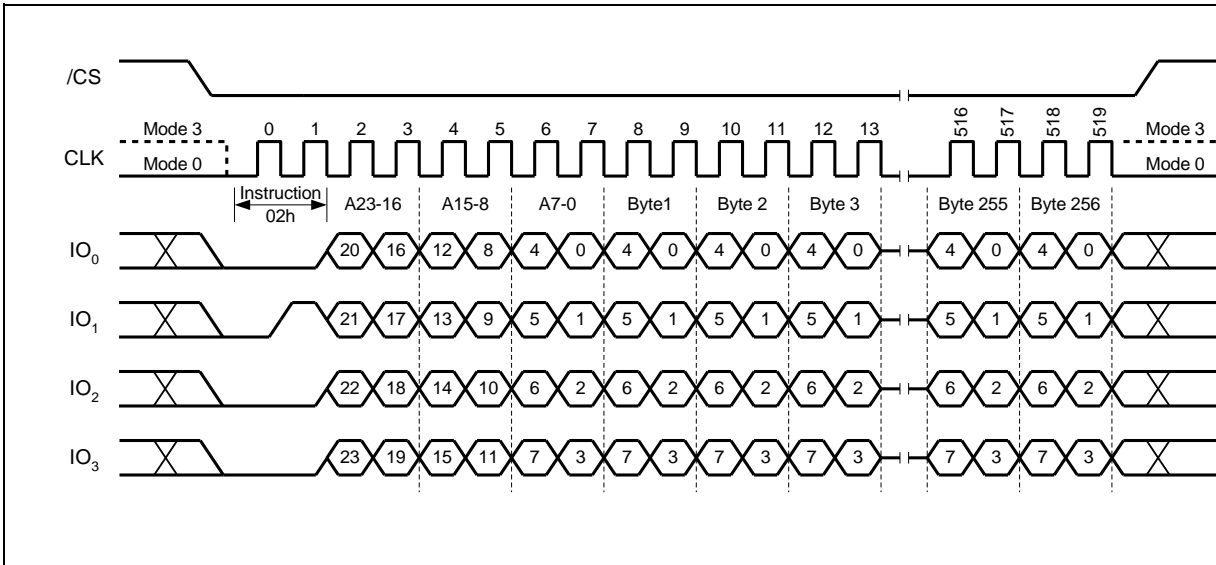 /CS
Mode 3 0 1 2 3 4 5 6 7 8 9 10 11 12 13 516 517 518 519 Mode 3
CLK Mode 0 Mode 0
Instruction
02h A23-16 A15-8 A7-0 Byte1 Byte 2 Byte 3 Byte 255 Byte 256
IO0 20 16 12 8 4 0 4 0 4 0 4 0 4 0 4 0
IO1 21 17 13 9 5 1 5 1 5 1 5 1 5 1 5 1
IO2 22 18 14 10 6 2 6 2 6 2 6 2 6 2 6 2
IO3 23 19 15 11 7 3 7 3 7 3 7 3 7 3 7 3